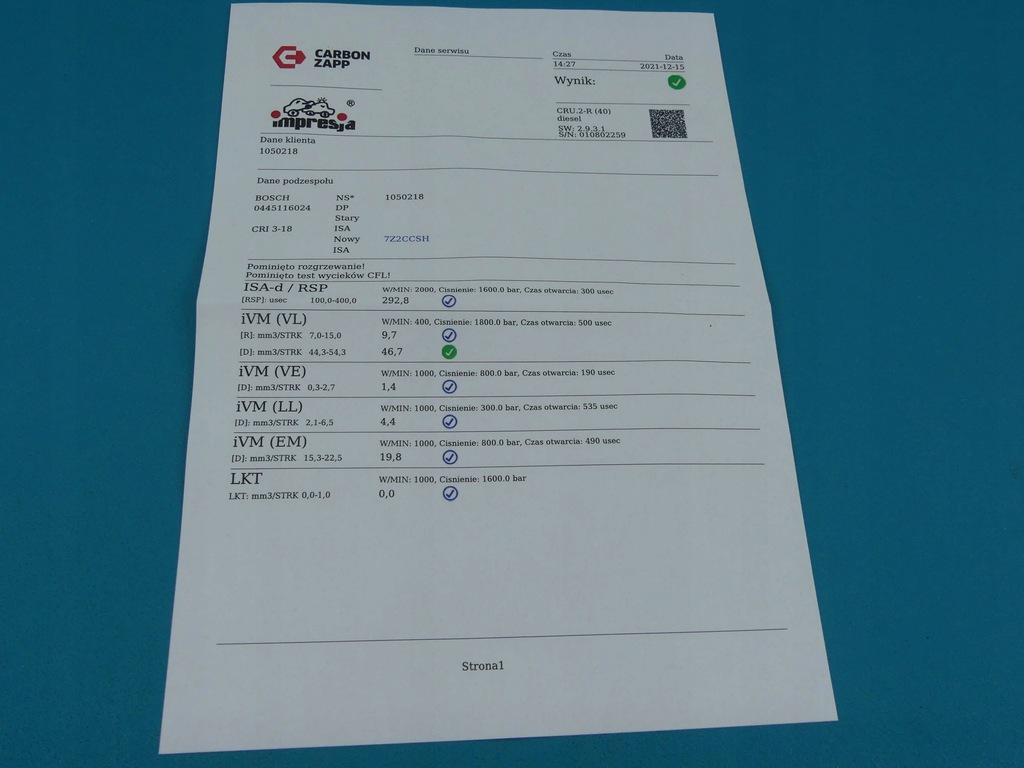 CARBON
ZAPP
Dane serwisu
Czas
Data
14:27
2021-12-15
Wynik:
impresja ®
CRU.2-R (40)
diesel
SW: 2.9.3.1
S/N: 010802259
Dane klienta
1050218
Dane podzespołu
BOSCH NS* 1050218
0445116024 DP
Stary
CRI 3-18 ISA
Nowy 7Z2CCSH
ISA
Pominięto rozgrzewanie!
Pominięto test wycieków CFL!
ISA-d / RSP W/MIN: 2000, Cisnienie: 1600.0 bar, Czas otwarcia: 300 usec
[RSP]: usec 100,0-400,0 292,8
iVM (VL) W/MIN: 400, Cisnienie: 1800.0 bar, Czas otwarcia: 500 usec
[R]: mm3/STRK 7,0-15,0 9,7
[D]: mm3/STRK 44,3-54,3 46,7
iVM (VE) W/MIN: 1000, Cisnienie: 800.0 bar, Czas otwarcia: 190 usec
[D]: mm3/STRK 0,3-2,7 1,4
iVM (LL) W/MIN: 1000, Cisnienie: 300.0 bar, Czas otwarcia: 535 usec
[D]: mm3/STRK 2,1-6,5 4,4
iVM (EM) W/MIN: 1000, Cisnienie: 800.0 bar, Czas otwarcia: 490 usec
[D]: mm3/STRK 15,3-22,5 19,8
LKT W/MIN: 1000, Cisnienie: 1600.0 bar
LKT: mm3/STRK 0,0-1,0 0,0
Strona1